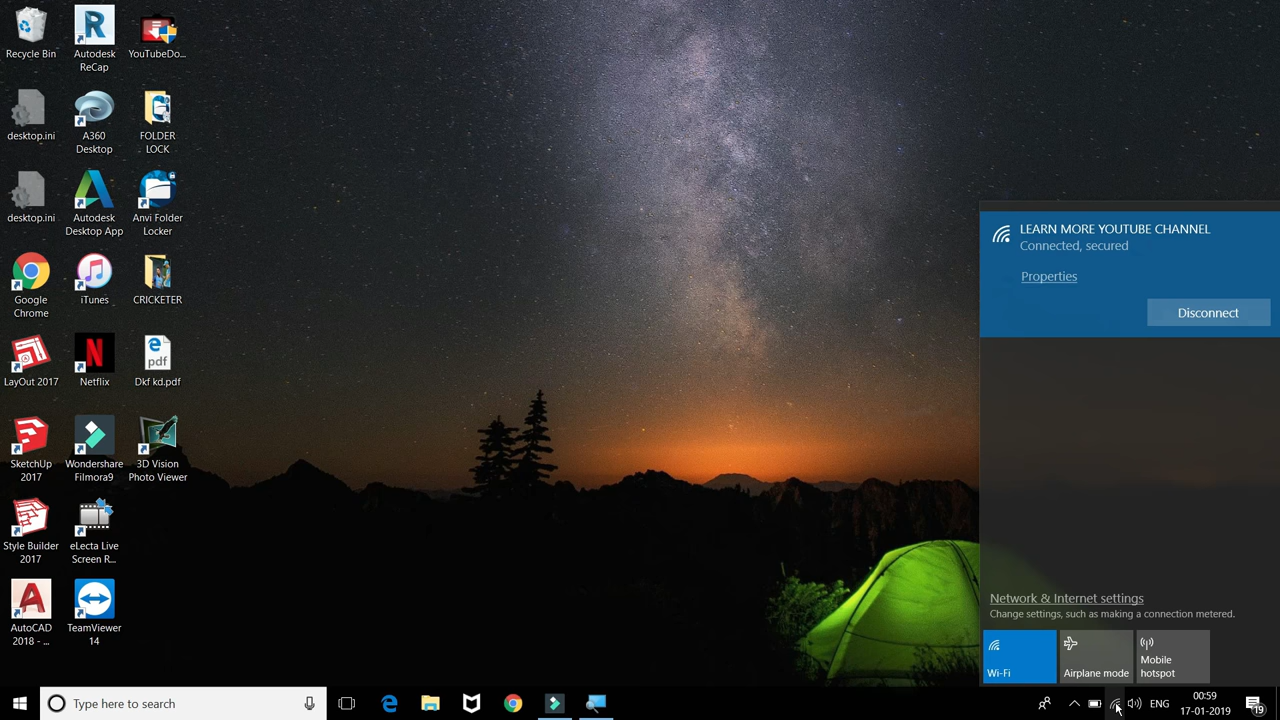 Recycle Bin
Autodesk
ReCap
YouTubeDo...
desktop.ini
A360
Desktop
FOLDER
LOCK
desktop.ini
Autodesk
Desktop App
Anvi Folder
Locker
Google
Chrome
iTunes
CRICKETER
LayOut 2017
N
Netflix
pdf
Dkf kd.pdf
SketchUp
2017
Wondershare
Filmora9
3D Vision
Photo Viewer
Style Builder
2017
eLecta Live
Screen R...
AutoCAD
2018 - ...
TeamViewer
14
LEARN MORE YOUTUBE CHANNEL
Connected, secured
Properties
Disconnect
Network & Internet settings
Change settings, such as making a connection metered.
Wi-Fi
Airplane mode
Mobile
hotspot
Type here to search
ENG
00:59
17-01-2019
19